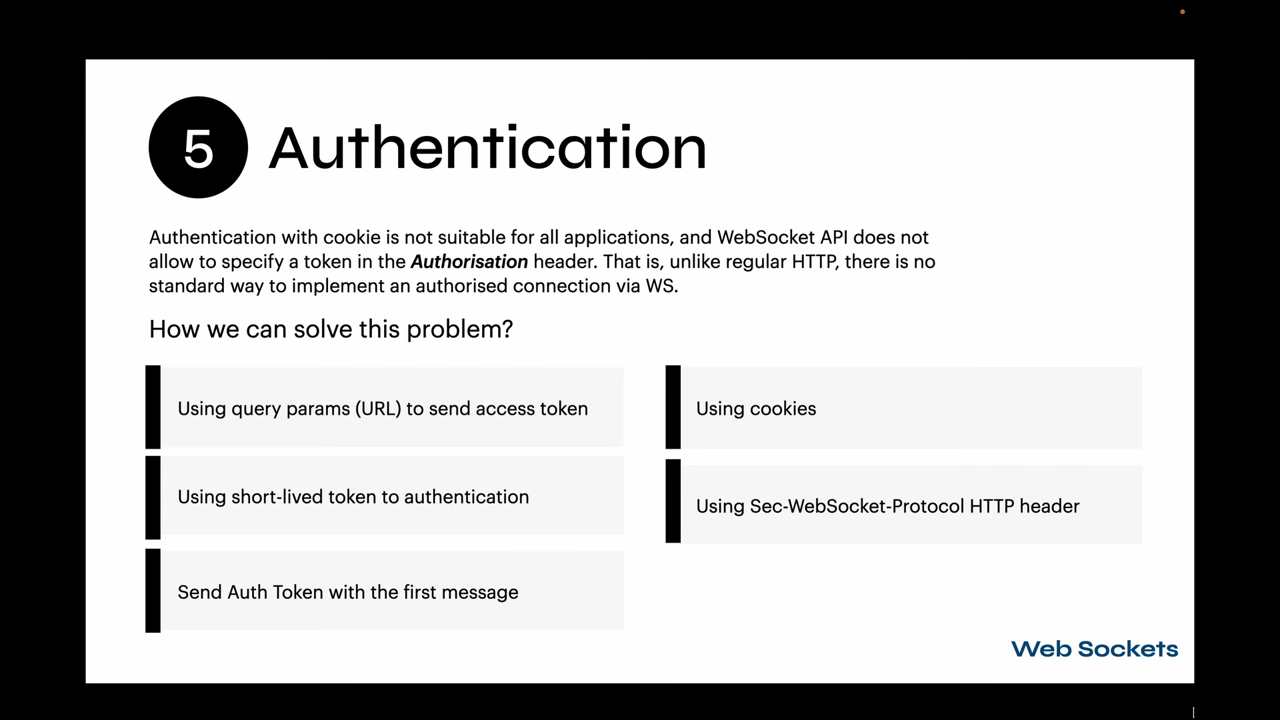 5
Authentication
Authentication with cookie is not suitable for all applications, and WebSocket API does not
allow to specify a token in the Authorisation header. That is, unlike regular HTTP, there is no
standard way to implement an authorised connection via WS.
How we can solve this problem?
Using query params (URL) to send access token
Using short-lived token to authentication
Send Auth Token with the first message
Using cookies
Using Sec-WebSocket-Protocol HTTP header
Web Sockets